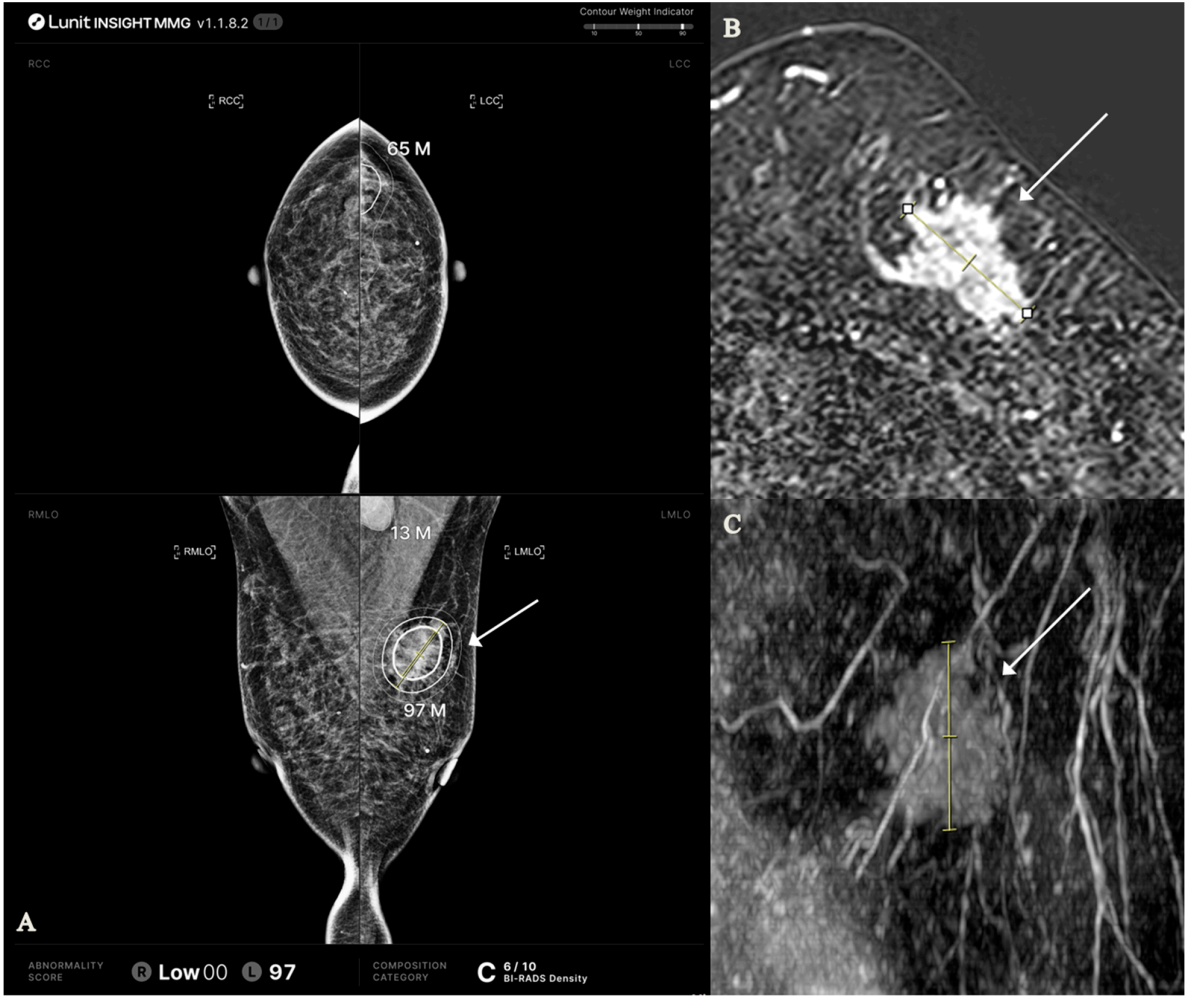 Lunit INSIGHT MMG v1.1.8.2 1/1
Contour Weight Indicator
10 50 90
RCC
LCC
RCC
LCC
65 M
RMLO
LMLO
13 M
RMLO
LMLO
97 M
A
ABNORMALITY
SCORE
R Low 00 L 97
COMPOSITION
CATEGORY
C 6 / 10
BI-RADS Density
B
C